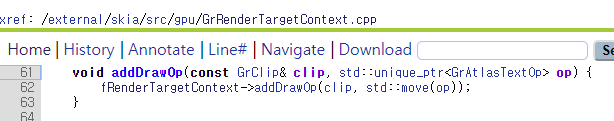 xref: /external/skia/src/gpu/GrRenderTargetContext.cpp
Home | History | Annotate | Line# | Navigate | Download
61 void addDrawOp(const GrClip& clip, std::unique_ptr<GrAtlasTextOp> op) {
62 fRenderTargetContext->addDrawOp(clip, std::move(op));
63 }
64